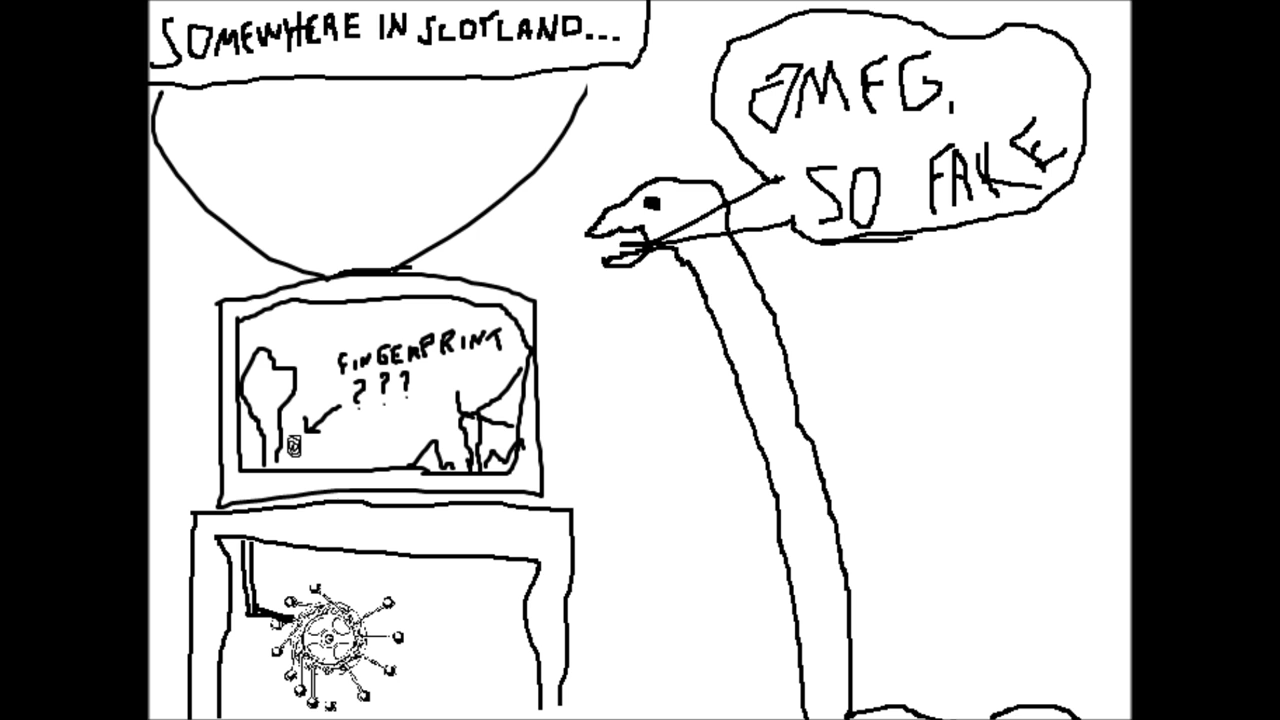 SOMEWHERE IN SCOTLAND...
OMFG.
SO FAKE
FINGERPRINT
???